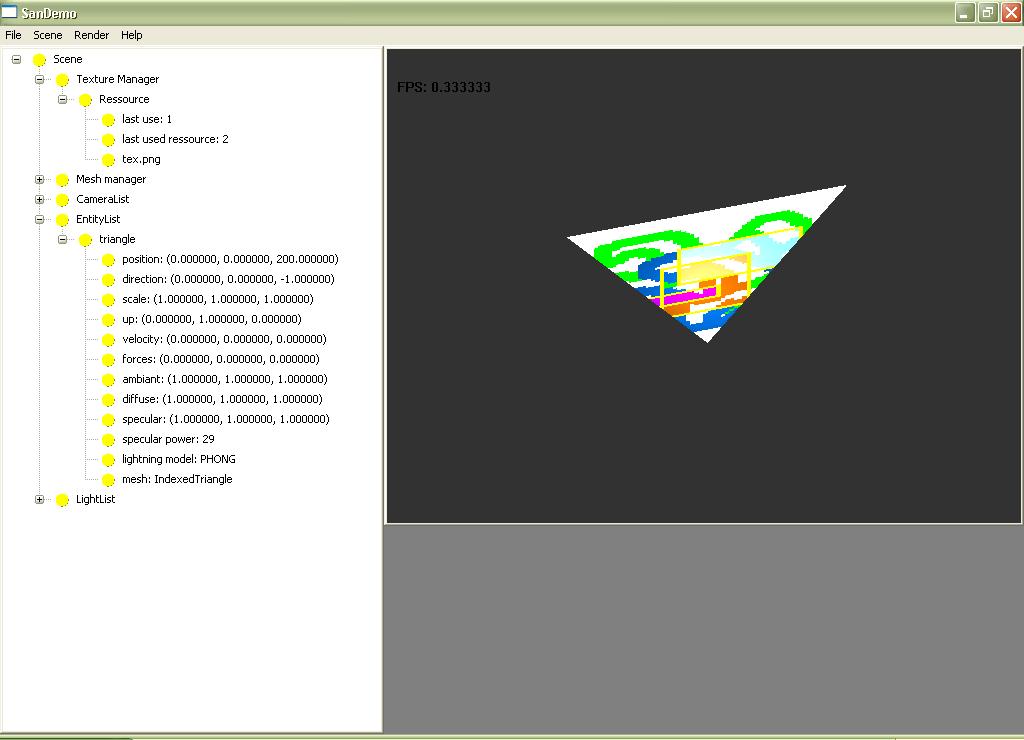 SanDemo
File Scene Render Help
Scene
Texture Manager
Ressource
last use: 1
last used ressource: 2
tex.png
Mesh manager
CameraList
EntityList
triangle
position: (0.000000, 0.000000, 200.000000)
direction: (0.000000, 0.000000, -1.000000)
scale: (1.000000, 1.000000, 1.000000)
up: (0.000000, 1.000000, 0.000000)
velocity: (0.000000, 0.000000, 0.000000)
forces: (0.000000, 0.000000, 0.000000)
ambiant: (1.000000, 1.000000, 1.000000)
diffuse: (1.000000, 1.000000, 1.000000)
specular: (1.000000, 1.000000, 1.000000)
specular power: 29
lightning model: PHONG
mesh: IndexedTriangle
LightList
FPS: 0.333333